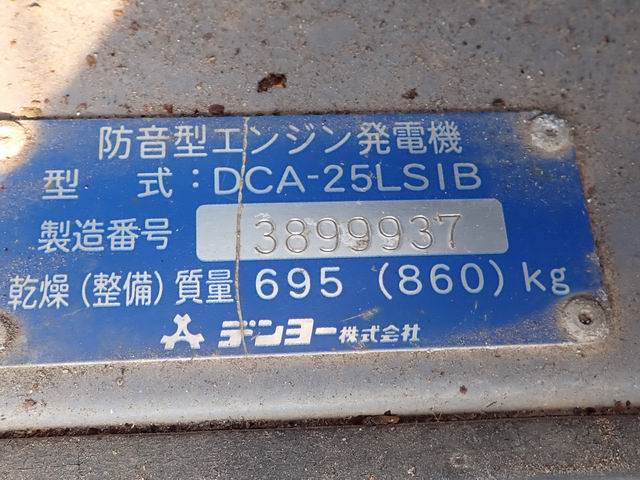 防音型エンジン発電機
型 式:DCA-25LSIB
製造番号 3899937
乾燥(整備)質量 695 (860)kg
デンヨー株式会社